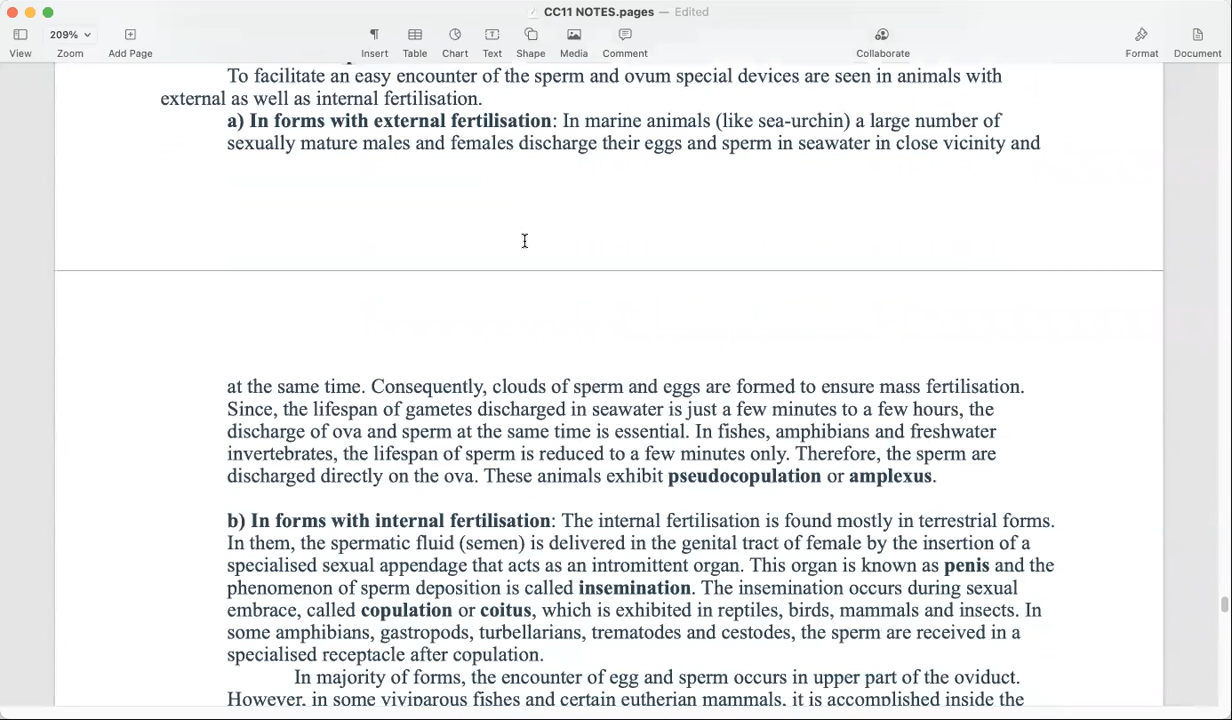 CC11 NOTES.pages — Edited
209%
View Zoom Add Page Insert Table Chart Text Shape Media Comment Collaborate Format Document
To facilitate an easy encounter of the sperm and ovum special devices are seen in animals with
external as well as internal fertilisation.
a) In forms with external fertilisation: In marine animals (like sea-urchin) a large number of
sexually mature males and females discharge their eggs and sperm in seawater in close vicinity and
at the same time. Consequently, clouds of sperm and eggs are formed to ensure mass fertilisation.
Since, the lifespan of gametes discharged in seawater is just a few minutes to a few hours, the
discharge of ova and sperm at the same time is essential. In fishes, amphibians and freshwater
invertebrates, the lifespan of sperm is reduced to a few minutes only. Therefore, the sperm are
discharged directly on the ova. These animals exhibit pseudocopulation or amplexus.
b) In forms with internal fertilisation: The internal fertilisation is found mostly in terrestrial forms.
In them, the spermatic fluid (semen) is delivered in the genital tract of female by the insertion of a
specialised sexual appendage that acts as an intromittent organ. This organ is known as penis and the
phenomenon of sperm deposition is called insemination. The insemination occurs during sexual
embrace, called copulation or coitus, which is exhibited in reptiles, birds, mammals and insects. In
some amphibians, gastropods, turbellarians, trematodes and cestodes, the sperm are received in a
specialised receptacle after copulation.
In majority of forms, the encounter of egg and sperm occurs in upper part of the oviduct.
However, in some viviparous fishes and certain eutherian mammals, it is accomplished inside the